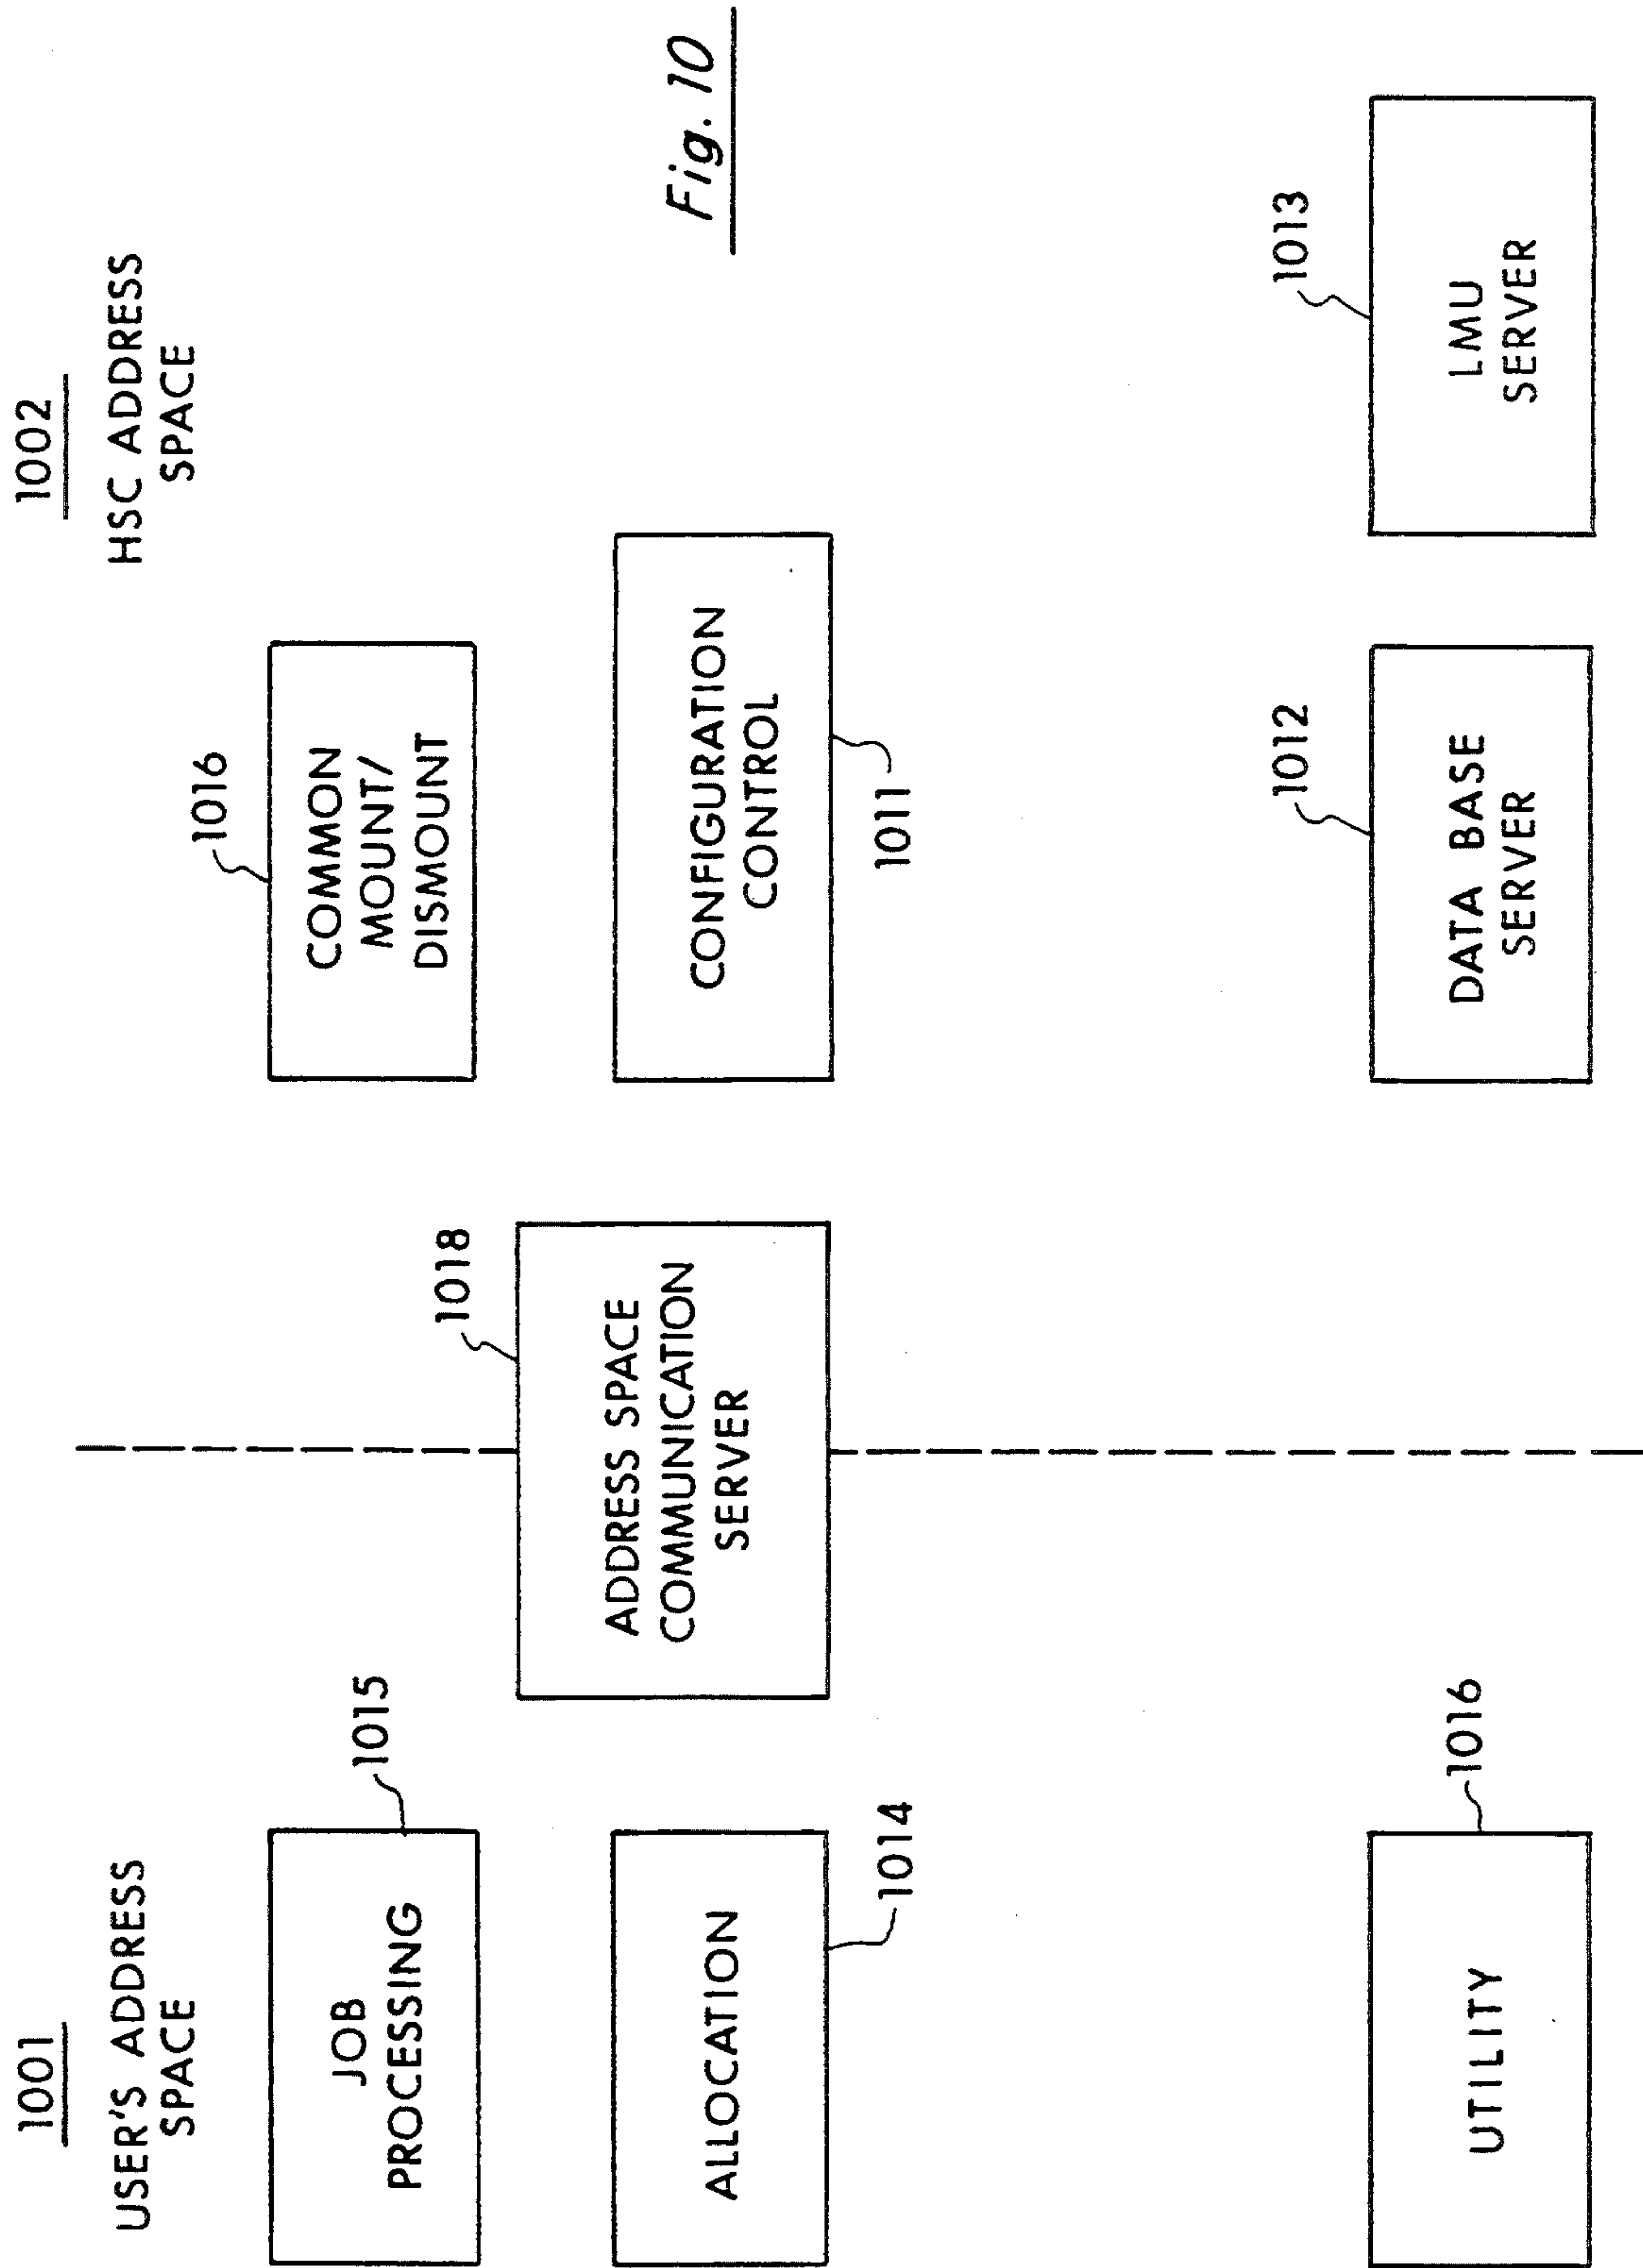 1001
USER'S ADDRESS
SPACE
1002
HSC ADDRESS
SPACE
1015
JOB
PROCESSING
1016
COMMON
MOUNT/
DISMOUNT
1018
ADDRESS SPACE
COMMUNICATION
SERVER
ALLOCATION
1014
CONFIGURATION
CONTROL
1011
Fig. 10
1016
UTILITY
1012
DATA BASE
SERVER
1013
LMU
SERVER